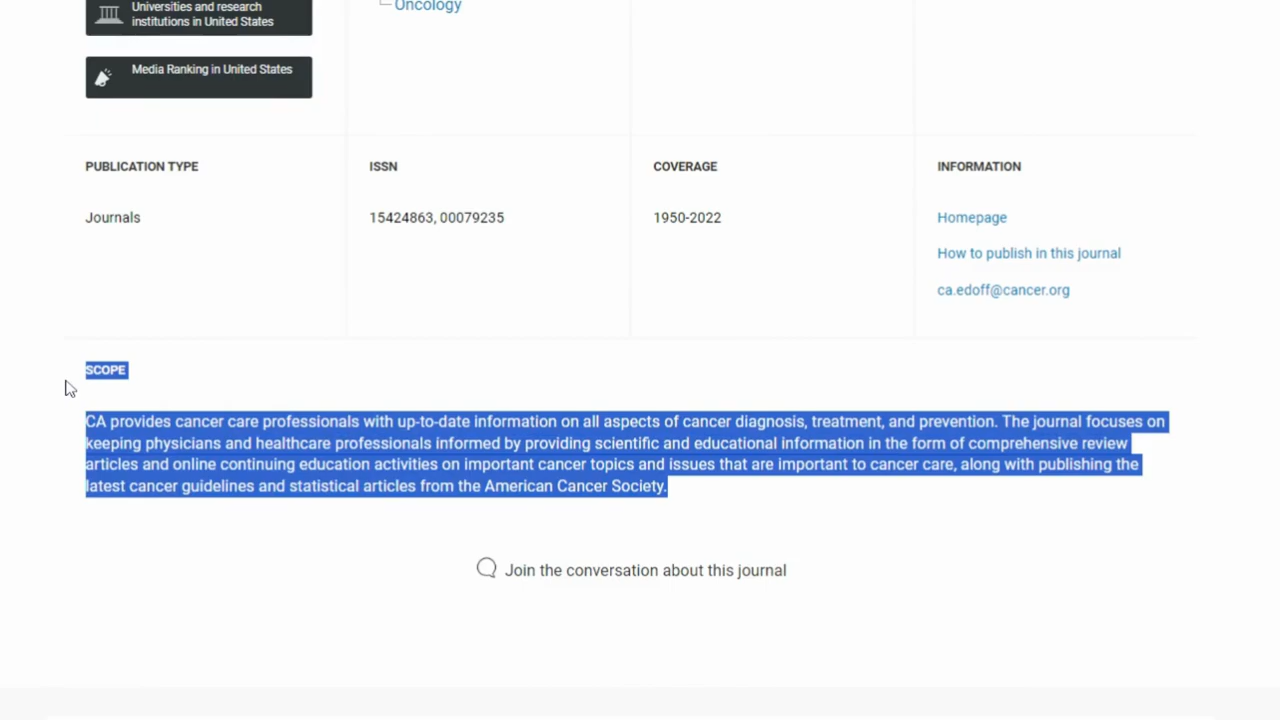 Universities and research
institutions in United States
Oncology
Media Ranking in United States
PUBLICATION TYPE
ISSN
COVERAGE
INFORMATION
Journals
15424863, 00079235
1950-2022
Homepage
How to publish in this journal
ca.edoff@cancer.org
SCOPE
CA provides cancer care professionals with up-to-date information on all aspects of cancer diagnosis, treatment, and prevention. The journal focuses on
keeping physicians and healthcare professionals informed by providing scientific and educational information in the form of comprehensive review
articles and online continuing education activities on important cancer topics and issues that are important to cancer care, along with publishing the
latest cancer guidelines and statistical articles from the American Cancer Society.
Join the conversation about this journal